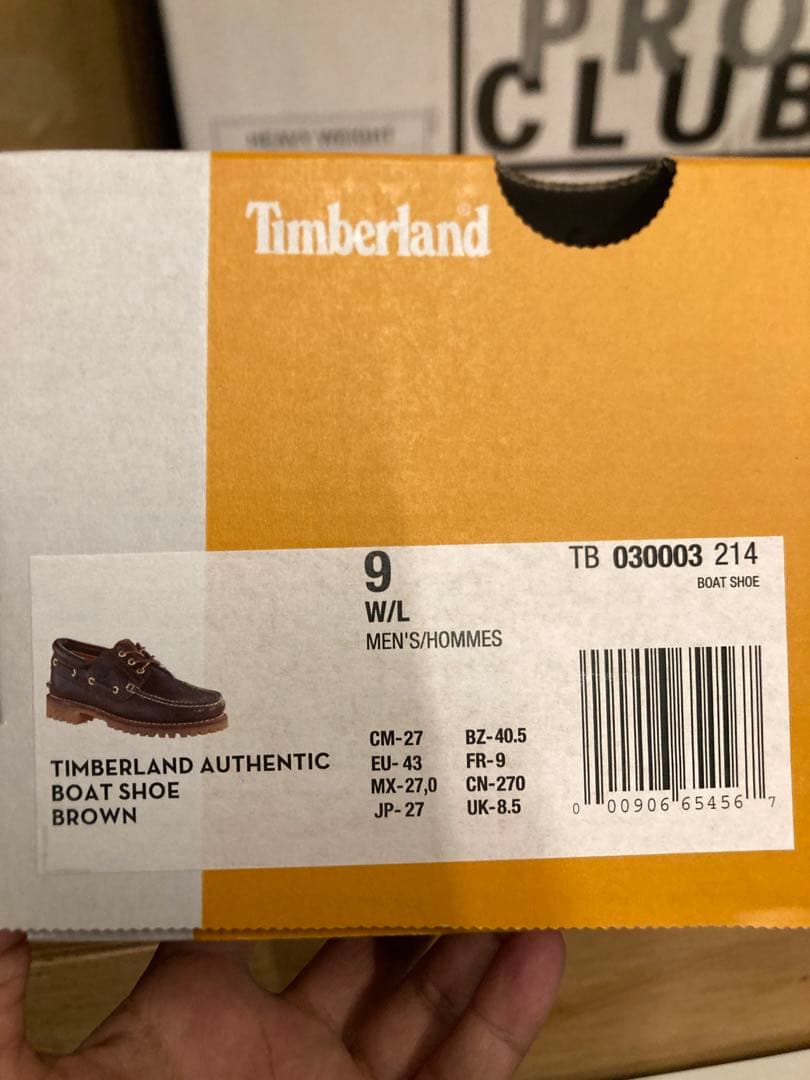 PRO
CLUB
HEAVY WEIGHT
Timberland®
9
W/L
MEN'S/HOMMES
TB 030003 214
BOAT SHOE
TIMBERLAND AUTHENTIC
BOAT SHOE
BROWN
CM-27 BZ-40.5
EU- 43 FR-9
MX-27,0 CN-270
JP- 27 UK-8.5
0 00906 65456 7